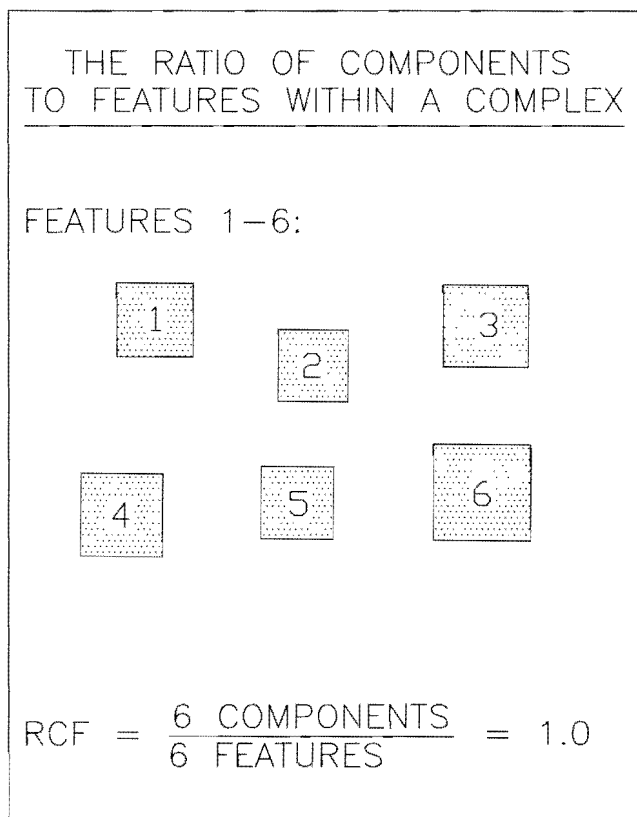 THE RATIO OF COMPONENTS
TO FEATURES WITHIN A COMPLEX
FEATURES 1-6:
1
2
3
4
5
6
RCF = 6 COMPONENTS / 6 FEATURES = 1.0